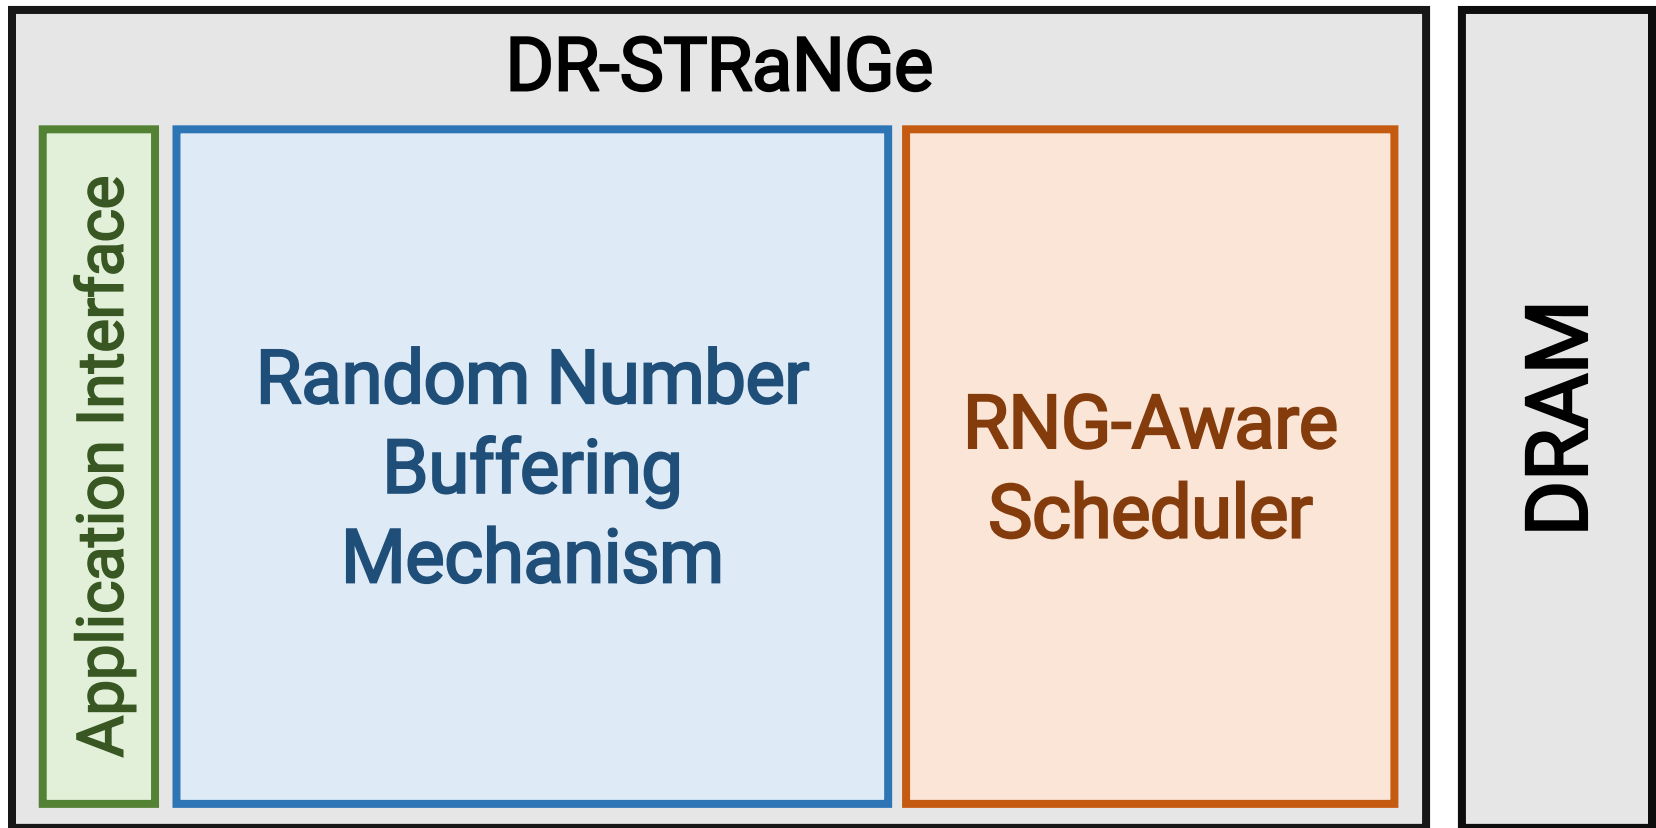 DR-STRaNGe
Application Interface
Random Number
Buffering
Mechanism
RNG-Aware
Scheduler
DRAM